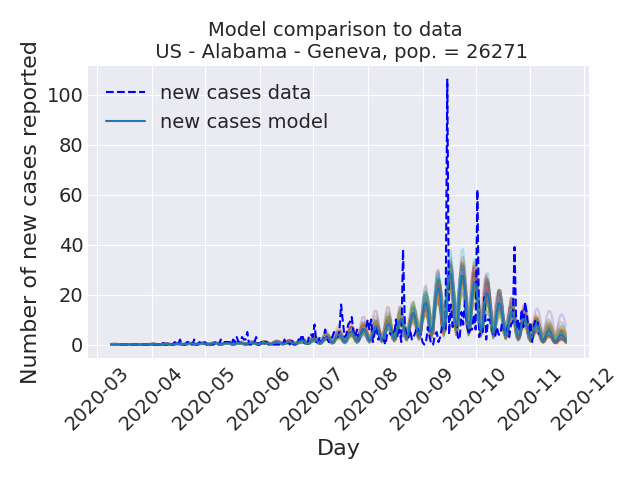 Model comparison to data
US - Alabama - Geneva, pop. = 26271
Number of new cases reported
100
80
60
40
20
0
new cases data
new cases model
2020-03
2020-04
2020-05
2020-06
2020-07
2020-08
2020-09
2020-10
2020-11
2020-12
Day